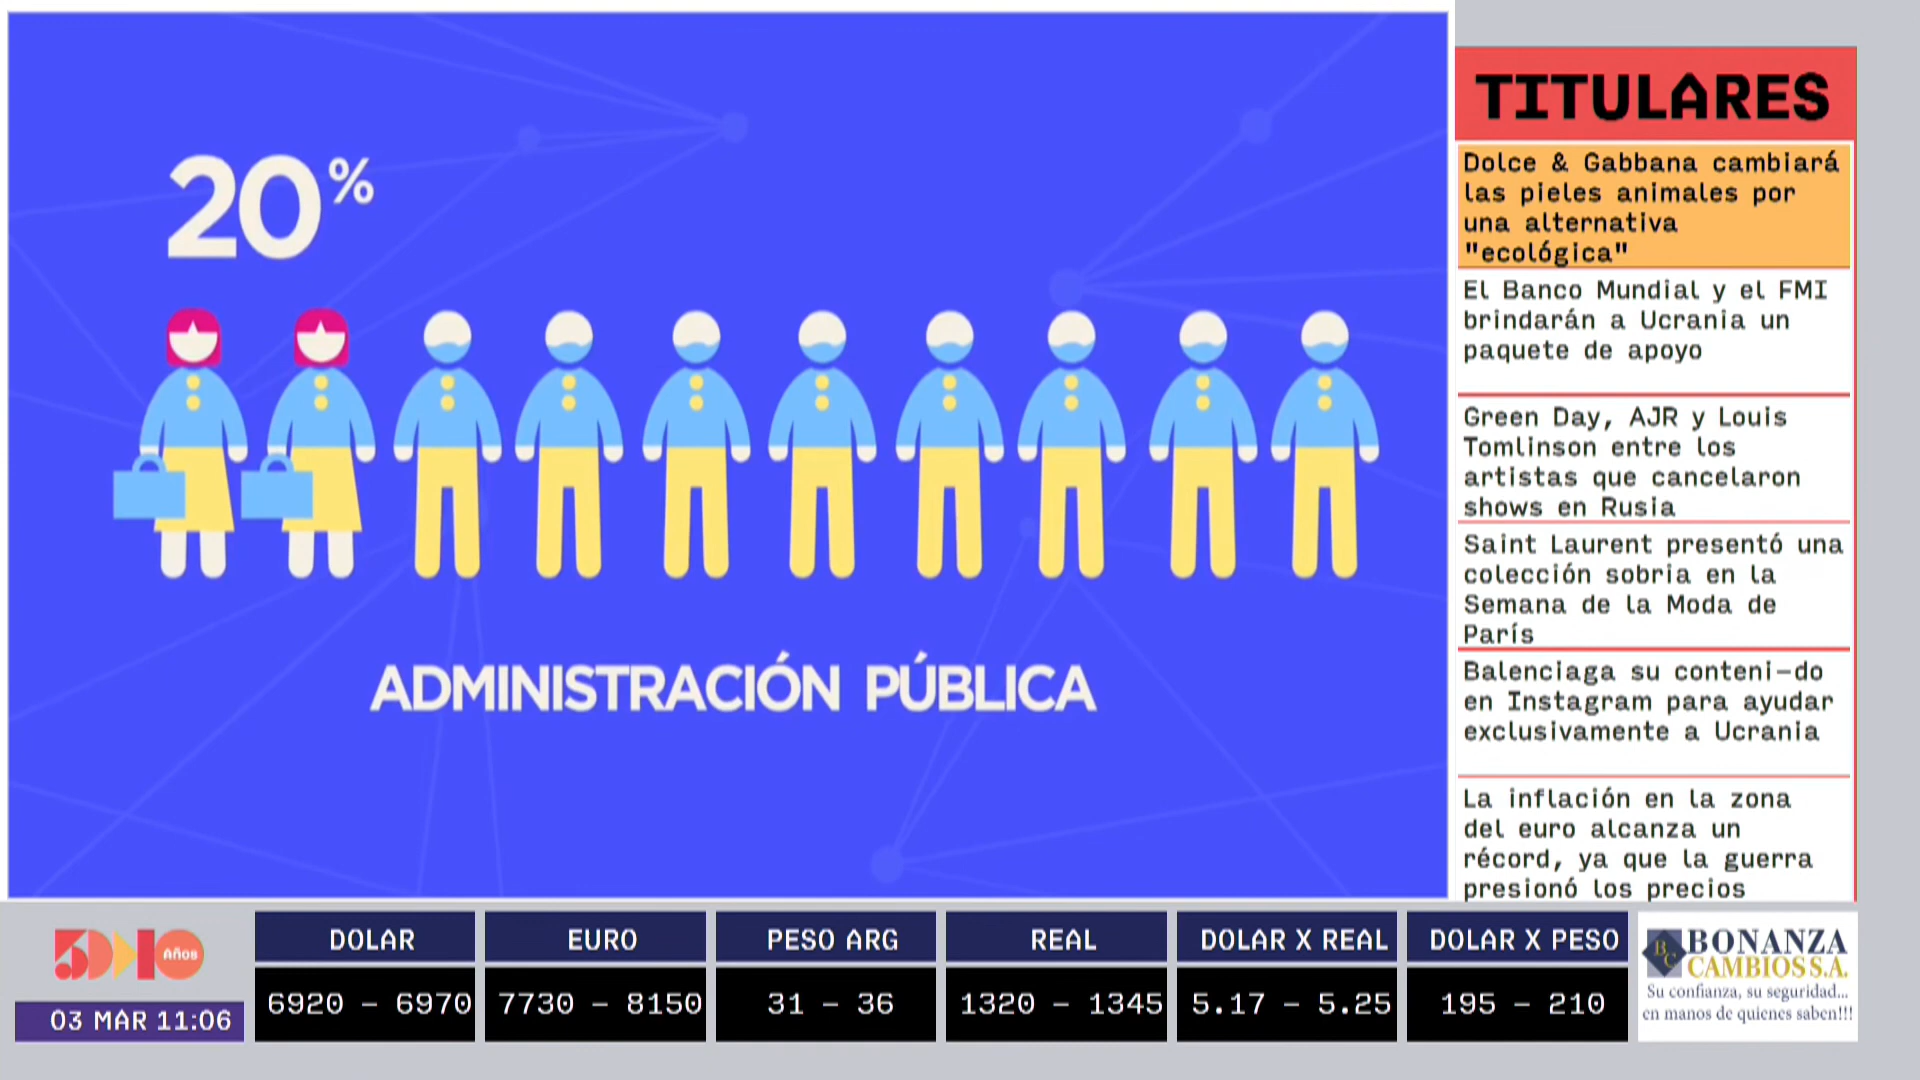 20%
ADMINISTRACIÓN PÚBLICA
TITULARES
Dolce & Gabbana cambiará
las pieles animales por
una alternativa
"ecológica"
El Banco Mundial y el FMI
brindarán a Ucrania un
paquete de apoyo
Green Day, AJR y Louis
Tomlinson entre los
artistas que cancelaron
shows en Rusia
Saint Laurent presentó una
colección sobria en la
Semana de la Moda de
París
Balenciaga su conteni-do
en Instagram para ayudar
exclusivamente a Ucrania
La inflación en la zona
del euro alcanza un
récord, ya que la guerra
presionó los precios
Años
03 MAR 11:06
DOLAR
6920 - 6970
EURO
7730 - 8150
PESO ARG
31 - 36
REAL
1320 - 1345
DOLAR X REAL
5.17 - 5.25
DOLAR X PESO
195 - 210
BC
BONANZA
CAMBIOS S.A.
Su confianza, su seguridad...
en manos de quienes saben!!!